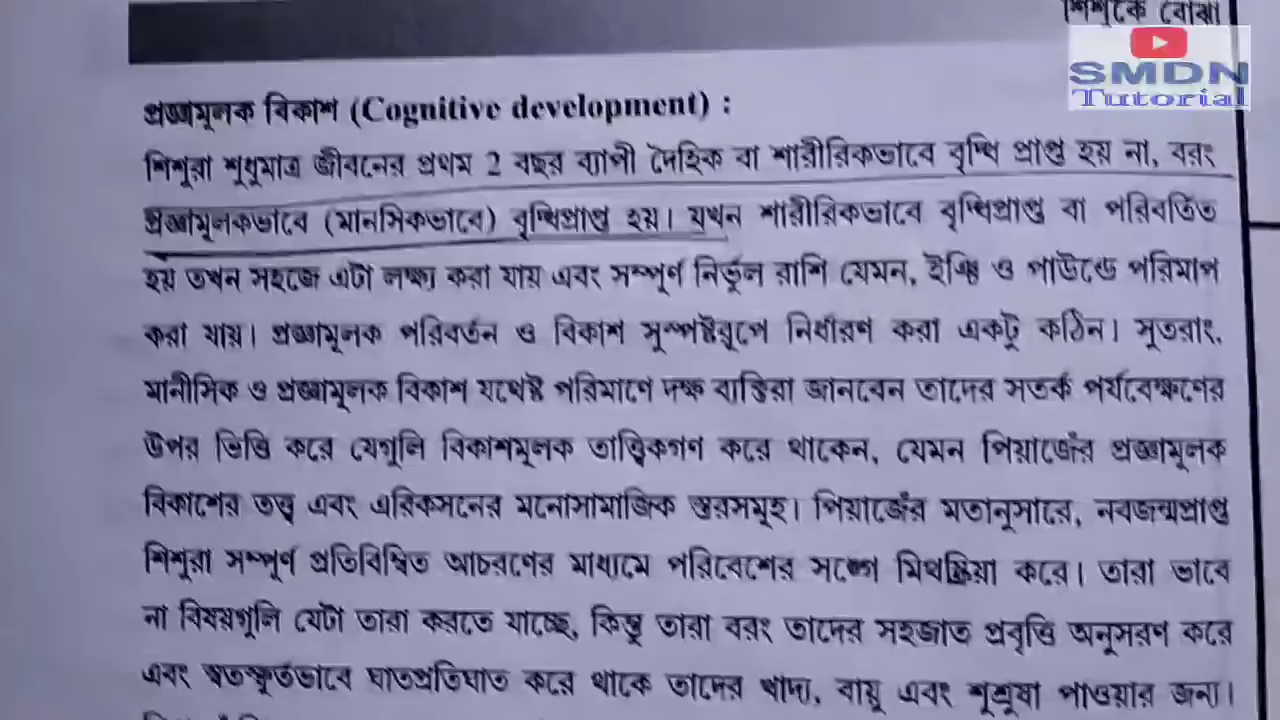 শিশুকে বোঝা
SMDN
Tutorial
প্রজ্ঞামূলক বিকাশ (Cognitive development) :
শিশুরা শুধুমাত্র জীবনের প্রথম 2 বছর ব্যাপী দৈহিক বা শারীরিকভাবে বৃদ্ধি প্রাপ্ত হয় না, বরং
প্রজ্ঞামূলকভাবে (মানসিকভাবে) বৃদ্ধিপ্রাপ্ত হয়। যখন শারীরিকভাবে বৃদ্ধিপ্রাপ্ত বা পরিবর্তিত
হয় তখন সহজে এটা লক্ষ্য করা যায় এবং সম্পূর্ণ নির্ভুল রাশি যেমন, ইঞ্চি ও পাউন্ডে পরিমাপ
করা যায়। প্রজ্ঞামূলক পরিবর্তন ও বিকাশ সুস্পষ্টরূপে নির্ধারণ করা একটু কঠিন। সুতরাং,
মানীসিক ও প্রজ্ঞামূলক বিকাশ যথেষ্ট পরিমাণে দক্ষ ব্যক্তিরা জানবেন তাদের সতর্ক পর্যবেক্ষণের
উপর ভিত্তি করে যেগুলি বিকাশমূলক তাত্ত্বিকগণ করে থাকেন, যেমন পিয়াজেঁর প্রজ্ঞামূলক
বিকাশের তত্ত্ব এবং এরিকসনের মনোসামাজিক স্তরসমূহ। পিয়াজেঁর মতানুসারে, নবজন্মপ্রাপ্ত
শিশুরা সম্পূর্ণ প্রতিবিম্বিত আচরণের মাধ্যমে পরিবেশের সঙ্গে মিথস্ক্রিয়া করে। তারা ভাবে
না বিষয়গুলি যেটা তারা করতে যাচ্ছে, কিন্তু তারা বরং তাদের সহজাত প্রবৃত্তি অনুসরণ করে
এবং স্বতস্ফূর্তভাবে ঘাতপ্রতিঘাত করে থাকে তাদের খাদ্য, বায়ু এবং শুশ্রূষা পাওয়ার জন্য।